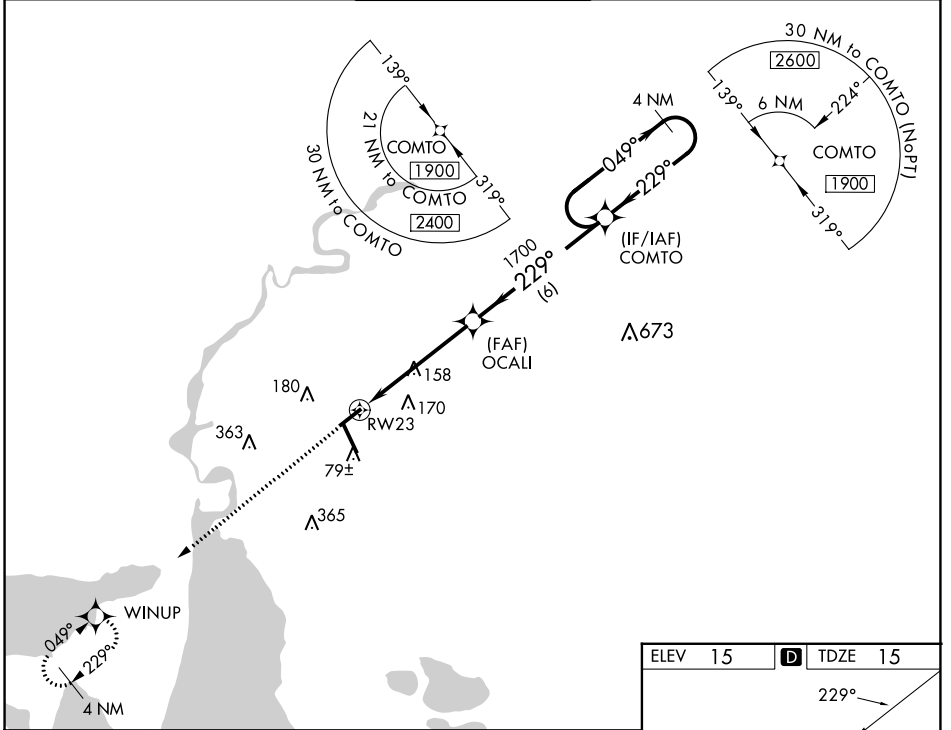 139°
COMTO
1900
21 NM to COMTO
2400
30 NM to COMTO
319°
30 NM to COMTO (NoPT)
2600
139°
6 NM
224°
COMTO
1900
319°
4 NM
049°
229°
(IF/IAF)
COMTO
1700
229°
(6)
(FAF)
OCALI
673
158
180
170
RW23
363
79±
365
WINUP
049°
229°
4 NM
ELEV 15 D TDZE 15
229°